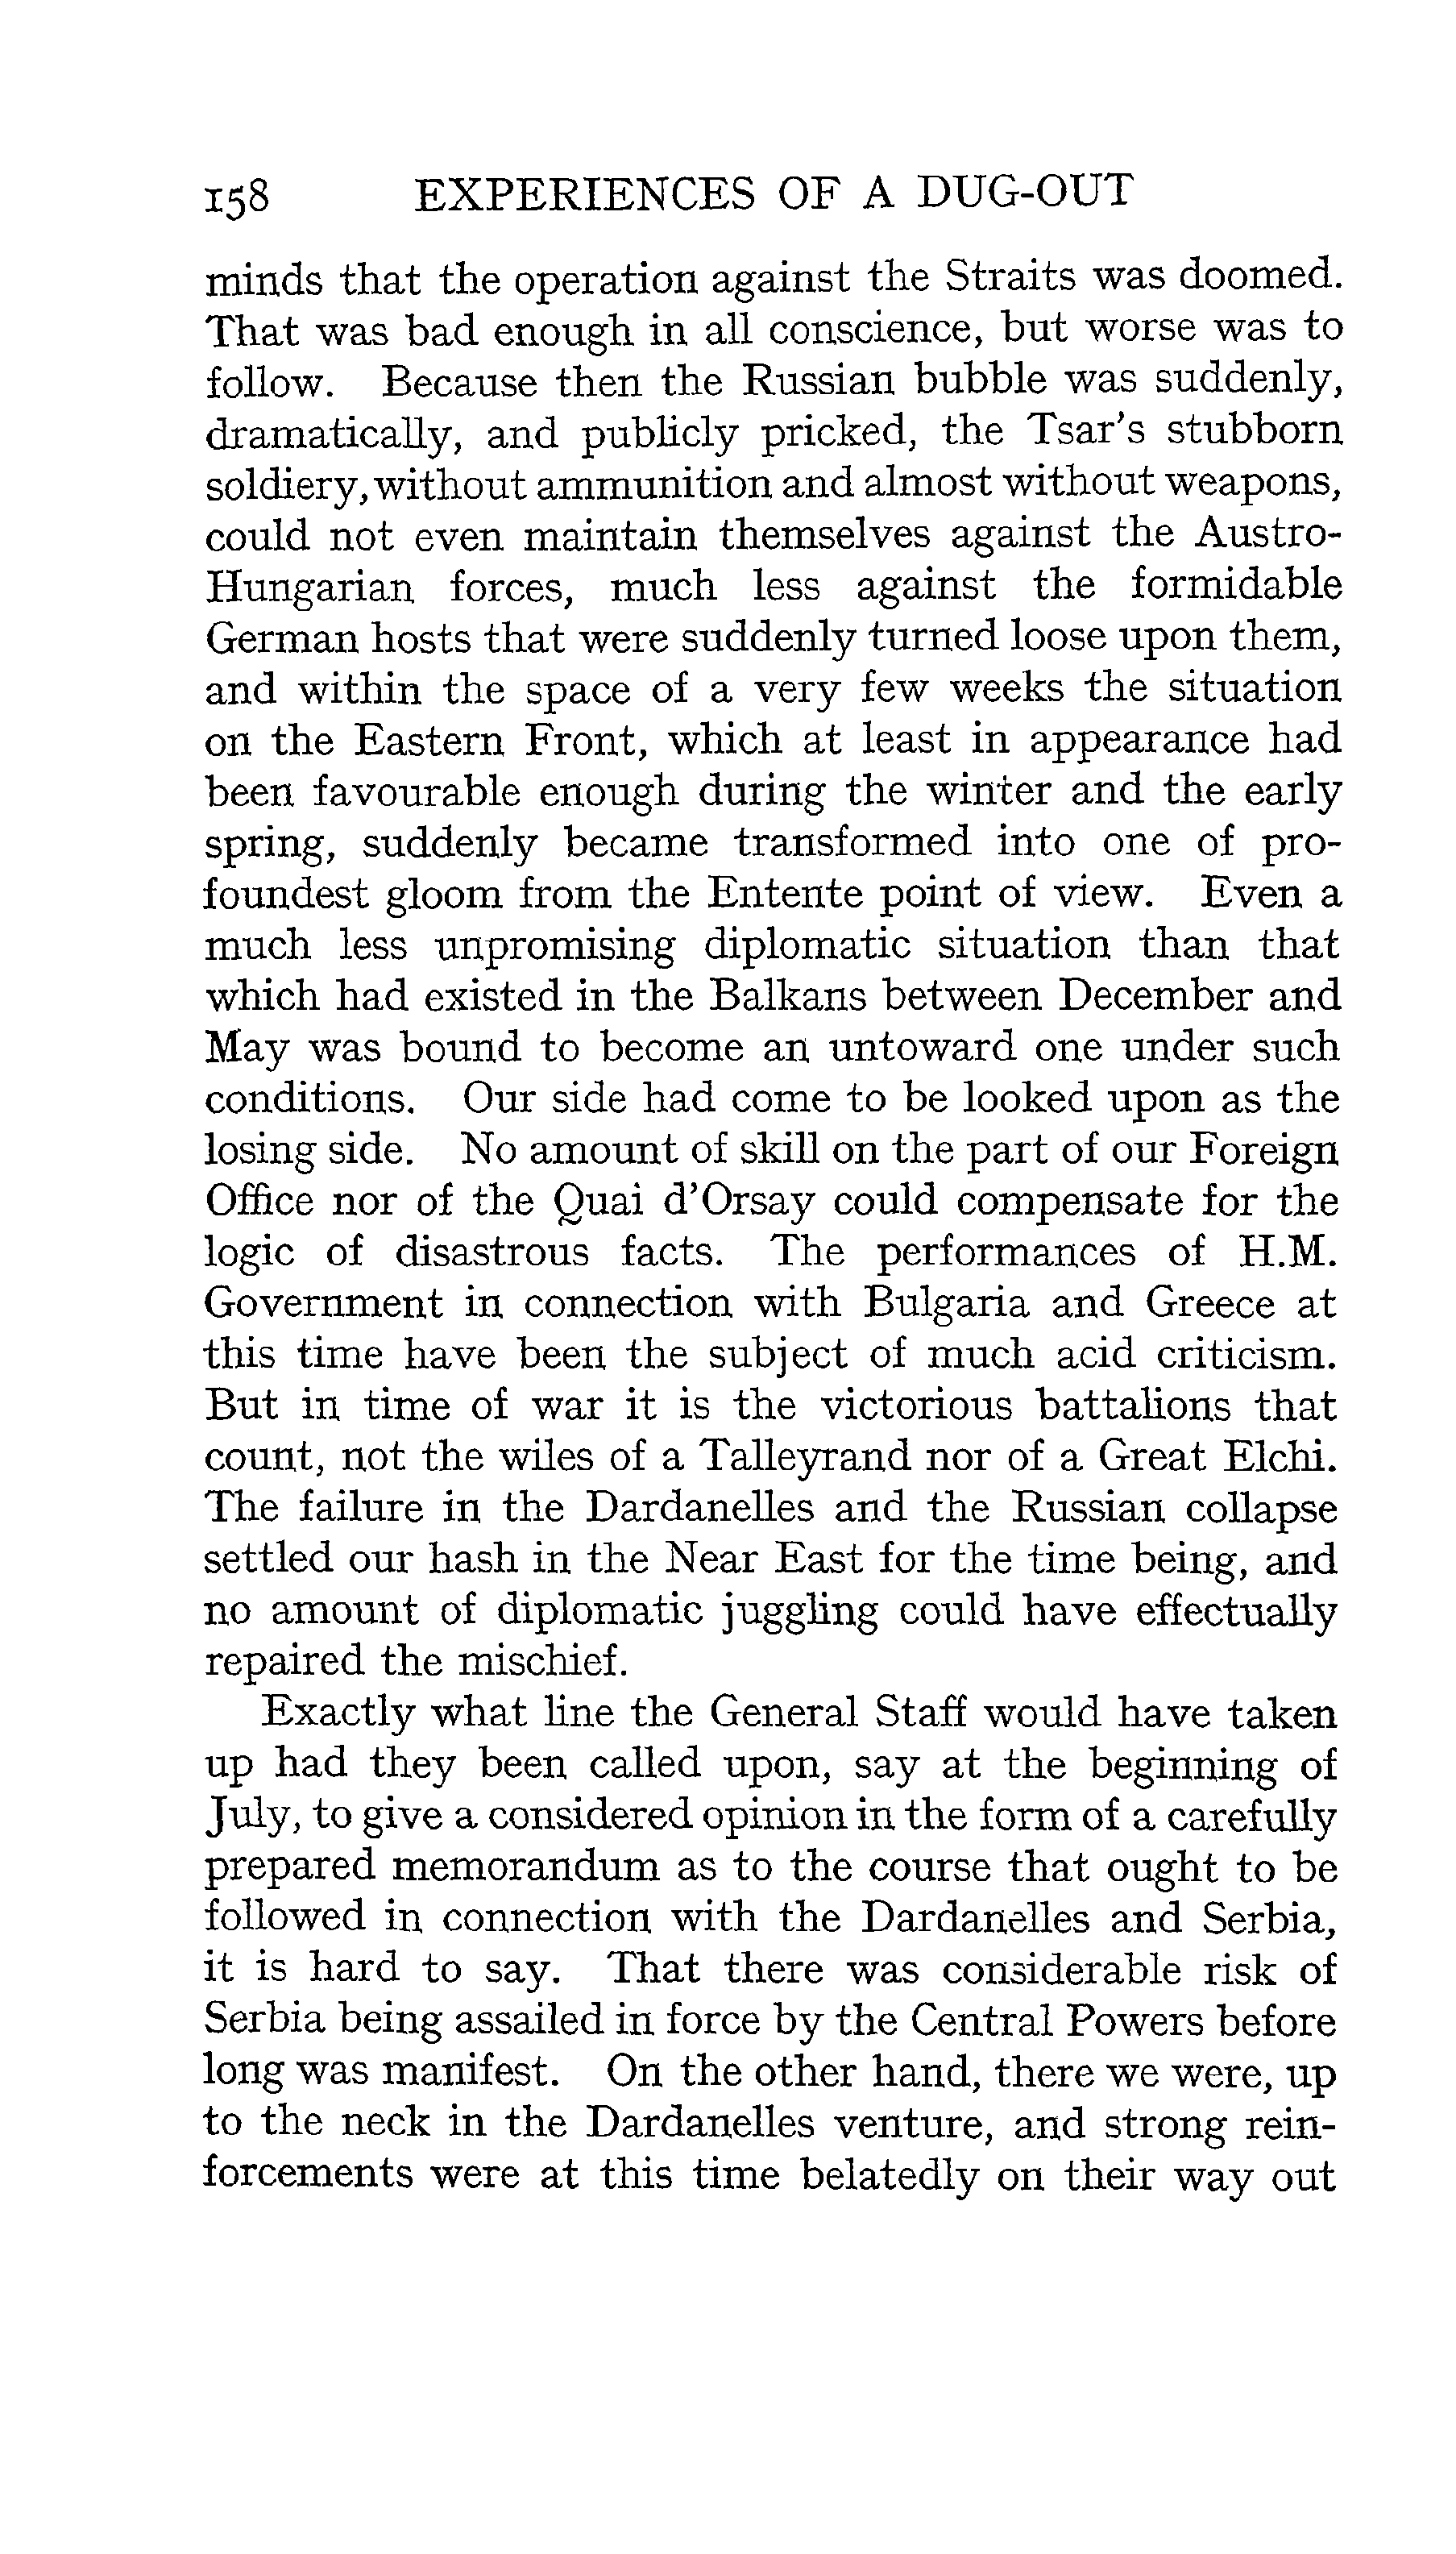 158 EXPERIENCES OF A DUG-OUT
minds that the operation against the Straits was doomed.
That was bad enough in all conscience, but worse was to
follow. Because then the Russian bubble was suddenly,
dramatically, and publicly pricked, the Tsar's stubborn
soldiery, without ammunition and almost without weapons,
could not even maintain themselves against the Austro-
Hungarian forces, much less against the formidable
German hosts that were suddenly turned loose upon them,
and within the space of a very few weeks the situation
on the Eastern Front, which at least in appearance had
been favourable enough during the winter and the early
spring, suddenly became transformed into one of pro-
foundest gloom from the Entente point of view. Even a
much less unpromising diplomatic situation than that
which had existed in the Balkans between December and
May was bound to become an untoward one under such
conditions. Our side had come to be looked upon as the
losing side. No amount of skill on the part of our Foreign
Office nor of the Quai d'Orsay could compensate for the
logic of disastrous facts. The performances of H.M.
Government in connection with Bulgaria and Greece at
this time have been the subject of much acid criticism.
But in time of war it is the victorious battalions that
count, not the wiles of a Talleyrand nor of a Great Elchi.
The failure in the Dardanelles and the Russian collapse
settled our hash in the Near East for the time being, and
no amount of diplomatic juggling could have effectually
repaired the mischief.
Exactly what line the General Staff would have taken
up had they been called upon, say at the beginning of
July, to give a considered opinion in the form of a carefully
prepared memorandum as to the course that ought to be
followed in connection with the Dardanelles and Serbia,
it is hard to say. That there was considerable risk of
Serbia being assailed in force by the Central Powers before
long was manifest. On the other hand, there we were, up
to the neck in the Dardanelles venture, and strong rein-
forcements were at this time belatedly on their way out